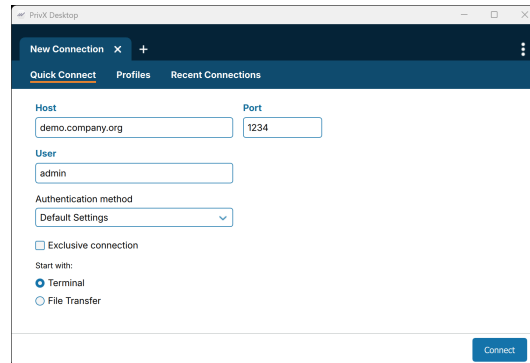 PrivX Desktop
New Connection
Quick Connect Profiles Recent Connections
Host Port
demo.company.org 1234
User
admin
Authentication method
Default Settings
Exclusive connection
Start with:
Terminal
File Transfer
Connect